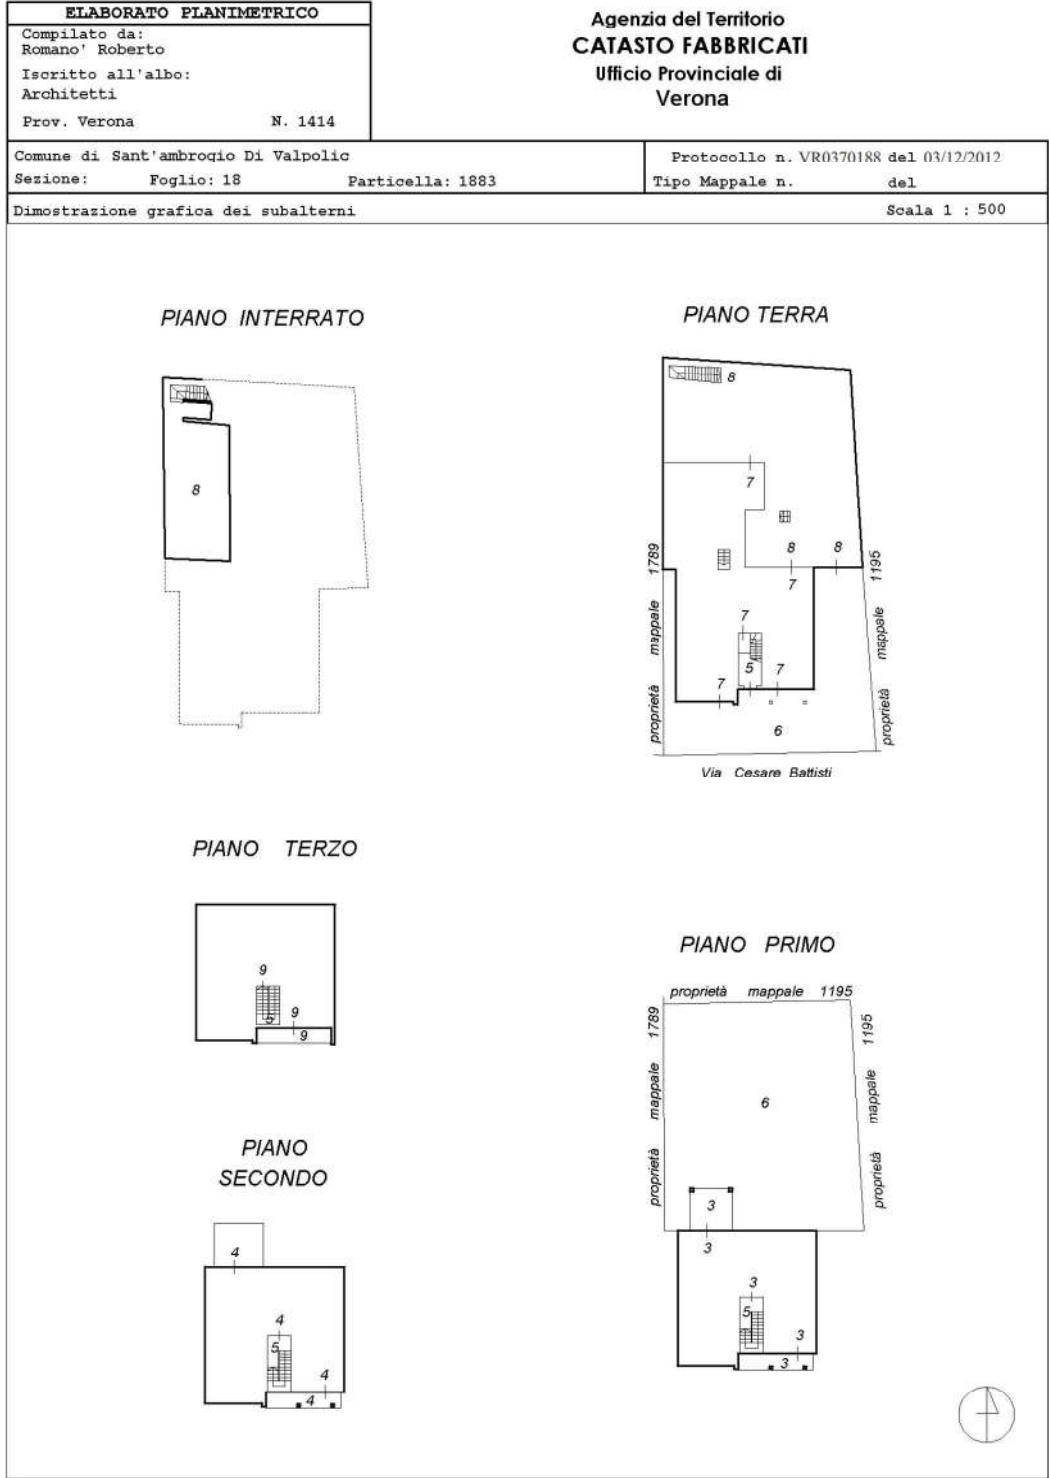 ELABORATO PLANIMETRICO
Compilato da:
Romano' Roberto
Iscritto all'albo:
Architetti
Prov. Verona N. 1414
Agenzia del Territorio
CATASTO FABBRICATI
Ufficio Provinciale di
Verona
Comune di Sant'ambrogio Di Valpolic
Sezione: Foglio: 18 Particella: 1883
Protocollo n. VR0370188 del 03/12/2012
Tipo Mappale n. del
Dimostrazione grafica dei subalterni Scala 1 : 500
PIANO INTERRATO
8
PIANO TERRA
8
7
8 8
7
7
5 7
7
6
proprietà mappale 1789
proprietà mappale 1195
Via Cesare Battisti
PIANO TERZO
9
5 9
9
PIANO PRIMO
proprietà mappale 1195
proprietà mappale 1789
proprietà mappale 1195
6
3
3
3
5
3
3
PIANO
SECONDO
4
4
5
4
4